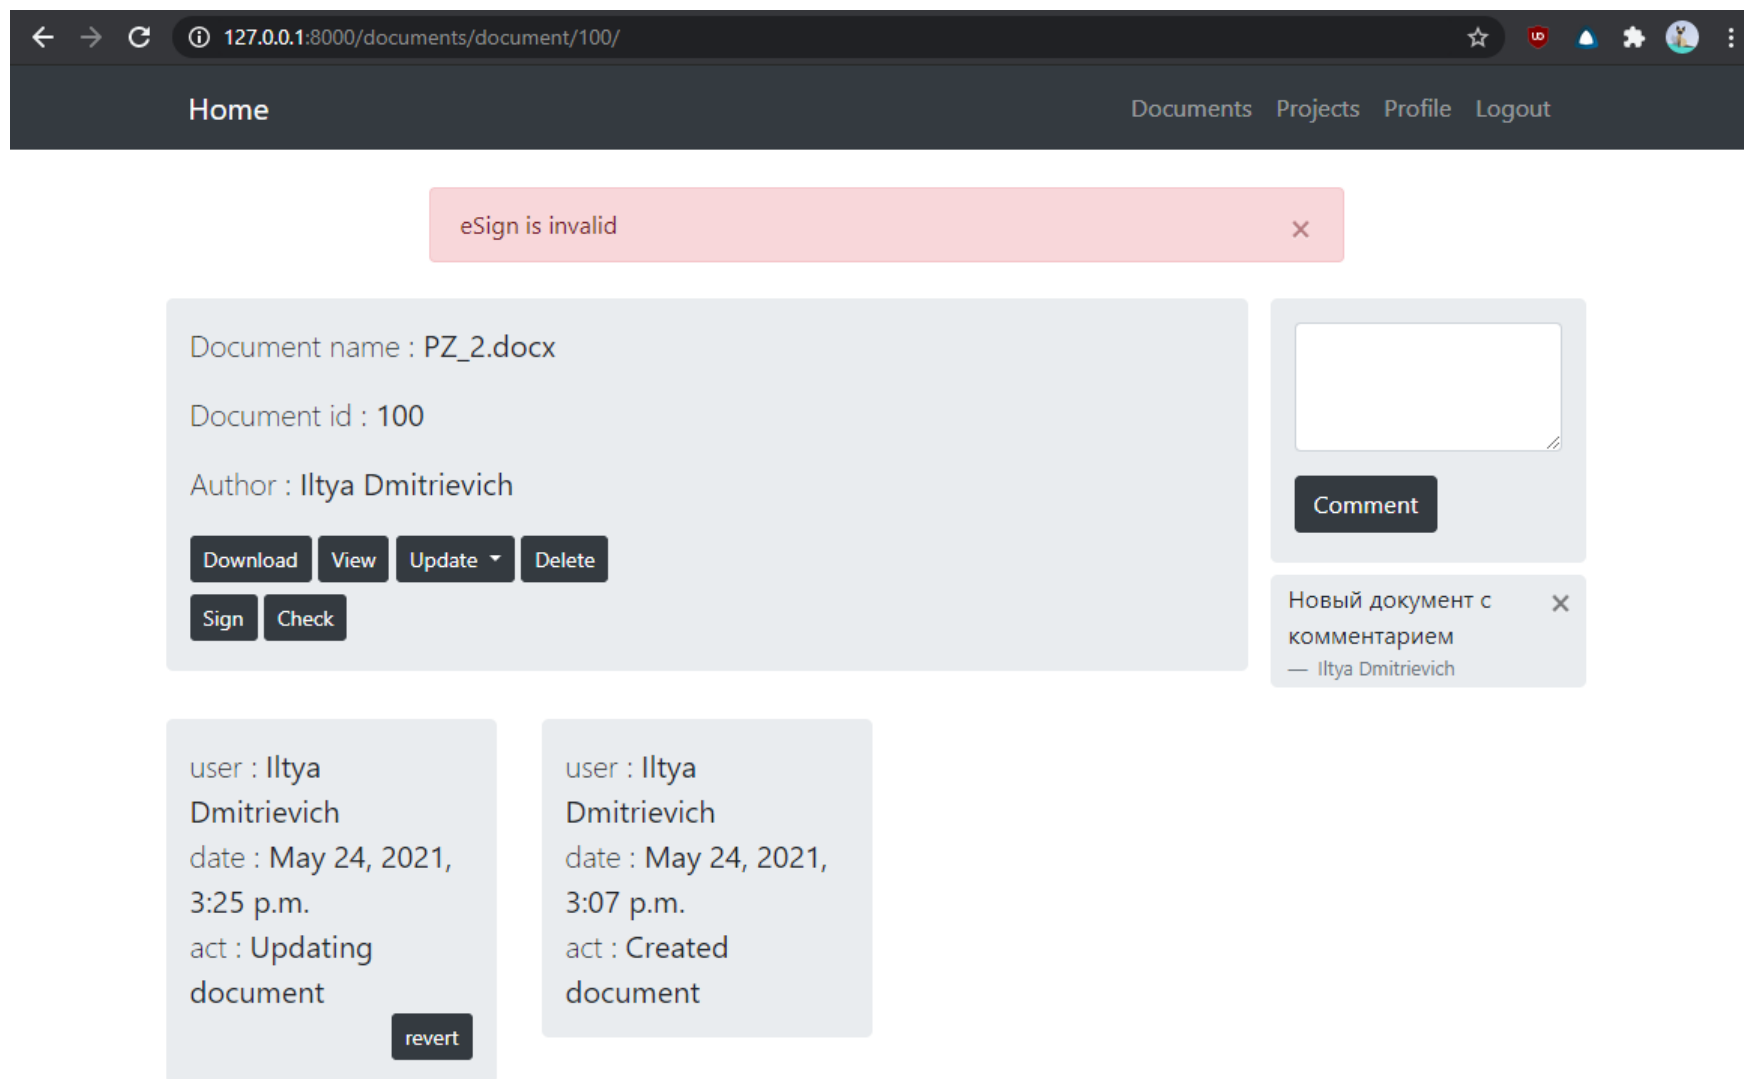 127.0.0.1:8000/documents/document/100/
Home
Documents Projects Profile Logout
eSign is invalid
Document name : PZ_2.docx
Document id : 100
Author : Iltya Dmitrievich
Download View Update Delete
Sign Check
Comment
Новый документ с
комментарием
— Iltya Dmitrievich
user : Iltya
Dmitrievich
date : May 24, 2021,
3:25 p.m.
act : Updating
document
revert
user : Iltya
Dmitrievich
date : May 24, 2021,
3:07 p.m.
act : Created
document